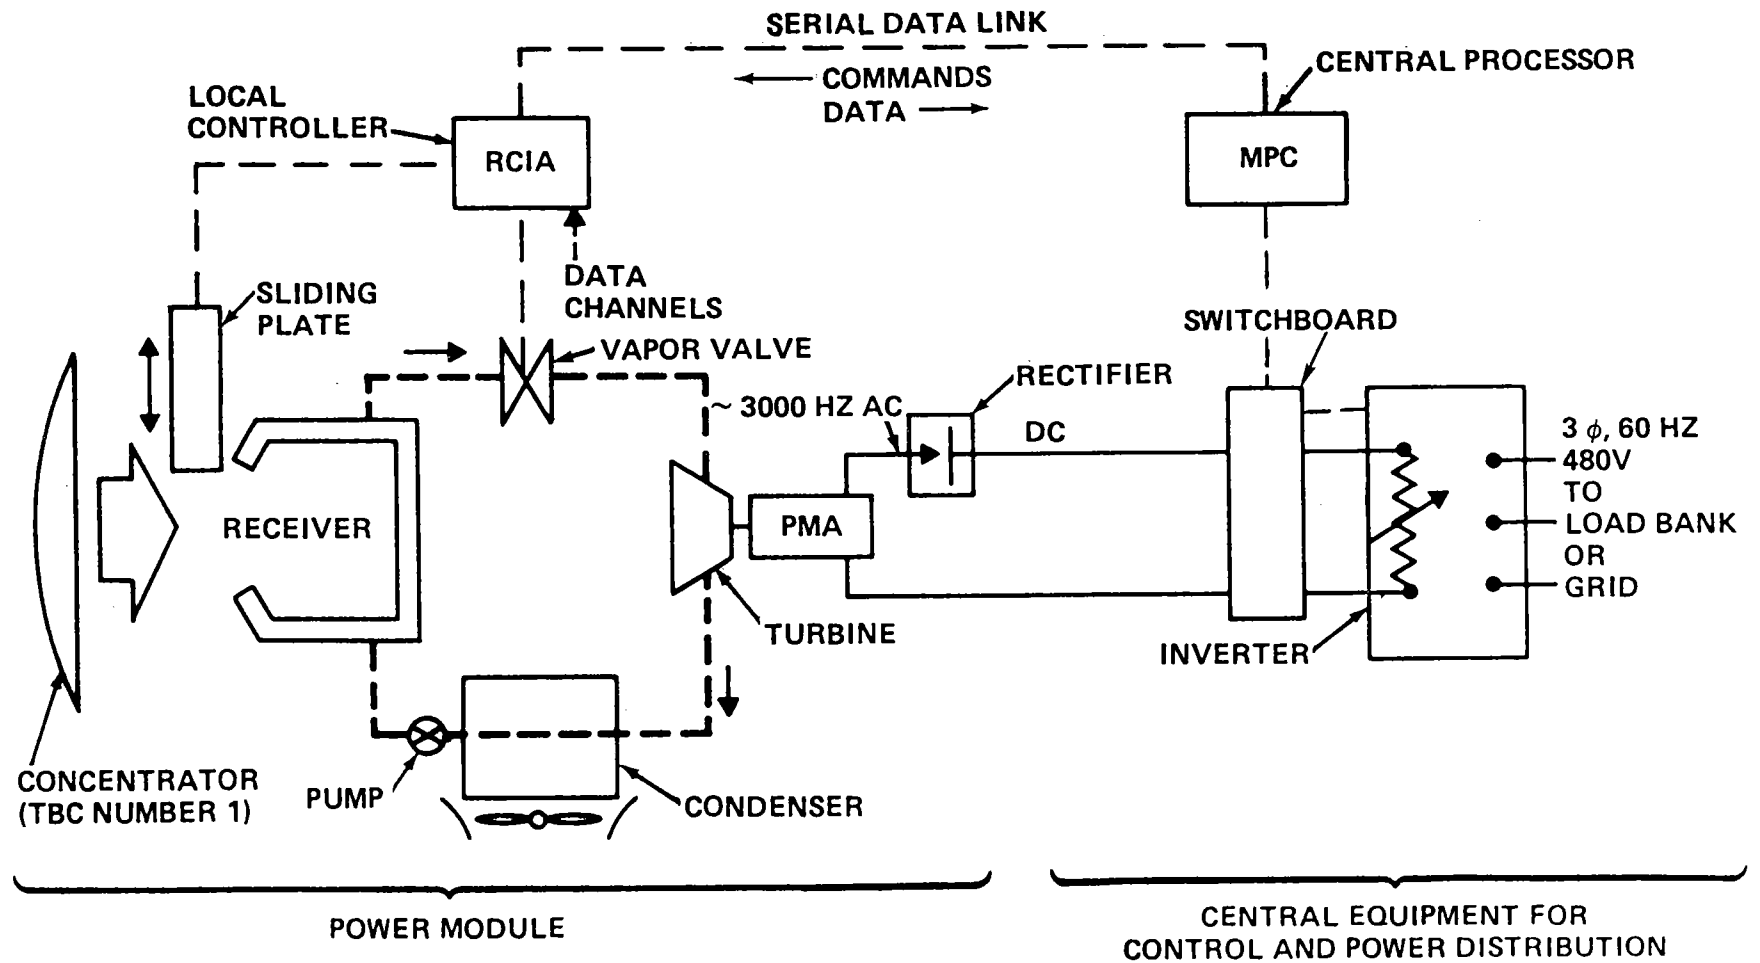 SERIAL DATA LINK
COMMANDS
DATA
CENTRAL PROCESSOR
LOCAL
CONTROLLER
RCIA
MPC
DATA
CHANNELS
SLIDING
PLATE
SWITCHBOARD
VAPOR VALVE
RECTIFIER
~ 3000 HZ AC
DC
3 ϕ, 60 HZ
480V
TO
LOAD BANK
OR
GRID
RECEIVER
PMA
TURBINE
INVERTER
CONCENTRATOR
(TBC NUMBER 1)
PUMP
CONDENSER
POWER MODULE
CENTRAL EQUIPMENT FOR
CONTROL AND POWER DISTRIBUTION